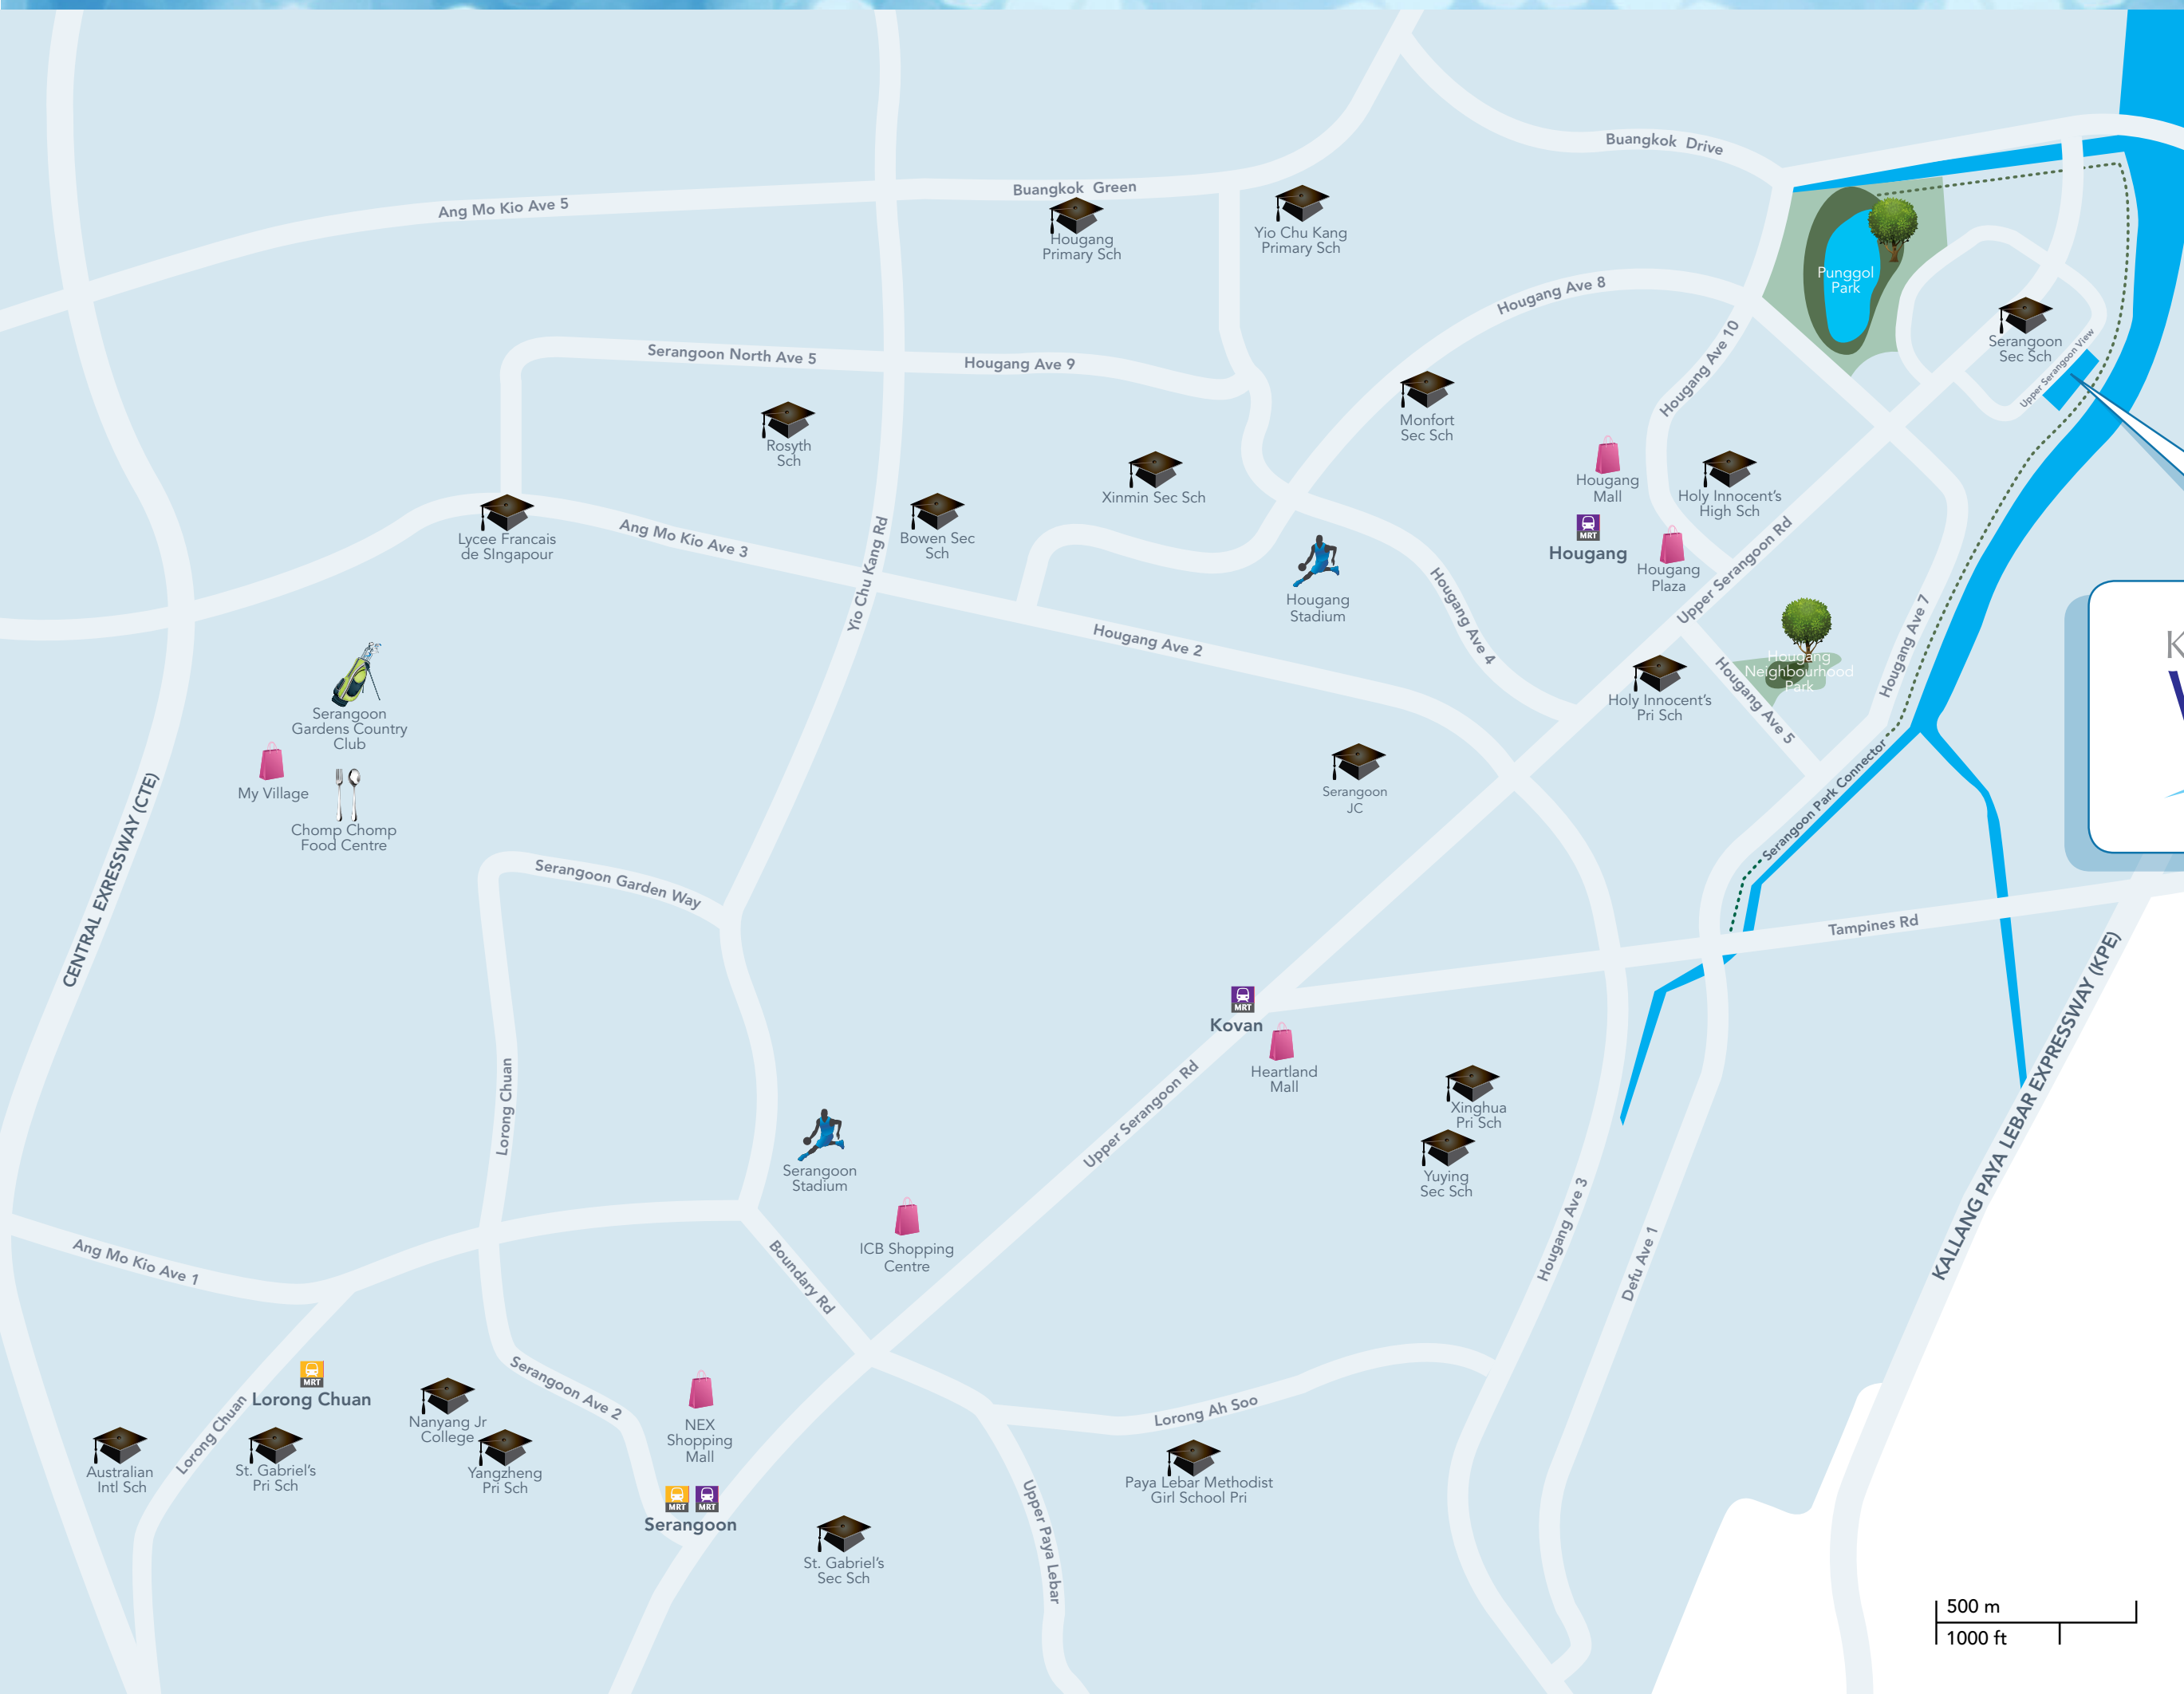 Buangkok Drive
Buangkok Green
Ang Mo Kio Ave 5
Hougang
Primary Sch
Yio Chu Kang
Primary Sch
Punggol
Park
Hougang Ave 8
Hougang Ave 10
Serangoon
Sec Sch
Upper Serangoon View
Serangoon North Ave 5
Hougang Ave 9
Monfort
Sec Sch
Rosyth
Sch
Xinmin Sec Sch
Hougang
Mall
Holy Innocent's
High Sch
Lycee Francais
de SIngapour
Ang Mo Kio Ave 3
Yio Chu Kang Rd
Bowen Sec
Sch
MRT
Hougang
Hougang
Plaza
Upper Serangoon Rd
Hougang
Stadium
Hougang Ave 4
Hougang Ave 7
Hougang Ave 2
Hougang
Neighbourhood
Park
Hougang Ave 5
Holy Innocent's
Pri Sch
K
Serangoon
Gardens Country
Club
My Village
Chomp Chomp
Food Centre
CENTRAL EXRESSWAY (CTE)
Serangoon
JC
Serangoon Park Connector
Serangoon Garden Way
Tampines Rd
MRT
Kovan
Heartland
Mall
KALLANG PAYA LEBAR EXPRESSWAY (KPE)
Lorong Chuan
Upper Serangoon Rd
Xinghua
Pri Sch
Yuying
Sec Sch
Serangoon
Stadium
ICB Shopping
Centre
Hougang Ave 3
Defu Ave 1
Ang Mo Kio Ave 1
Boundary Rd
MRT
Lorong Chuan
Lorong Chuan
Serangoon Ave 2
Nanyang Jr
College
NEX
Shopping
Mall
Lorong Ah Soo
Australian
Intl Sch
St. Gabriel's
Pri Sch
Yangzheng
Pri Sch
MRT
MRT
Serangoon
Paya Lebar Methodist
Girl School Pri
Upper Paya Lebar
St. Gabriel's
Sec Sch
500 m
1000 ft